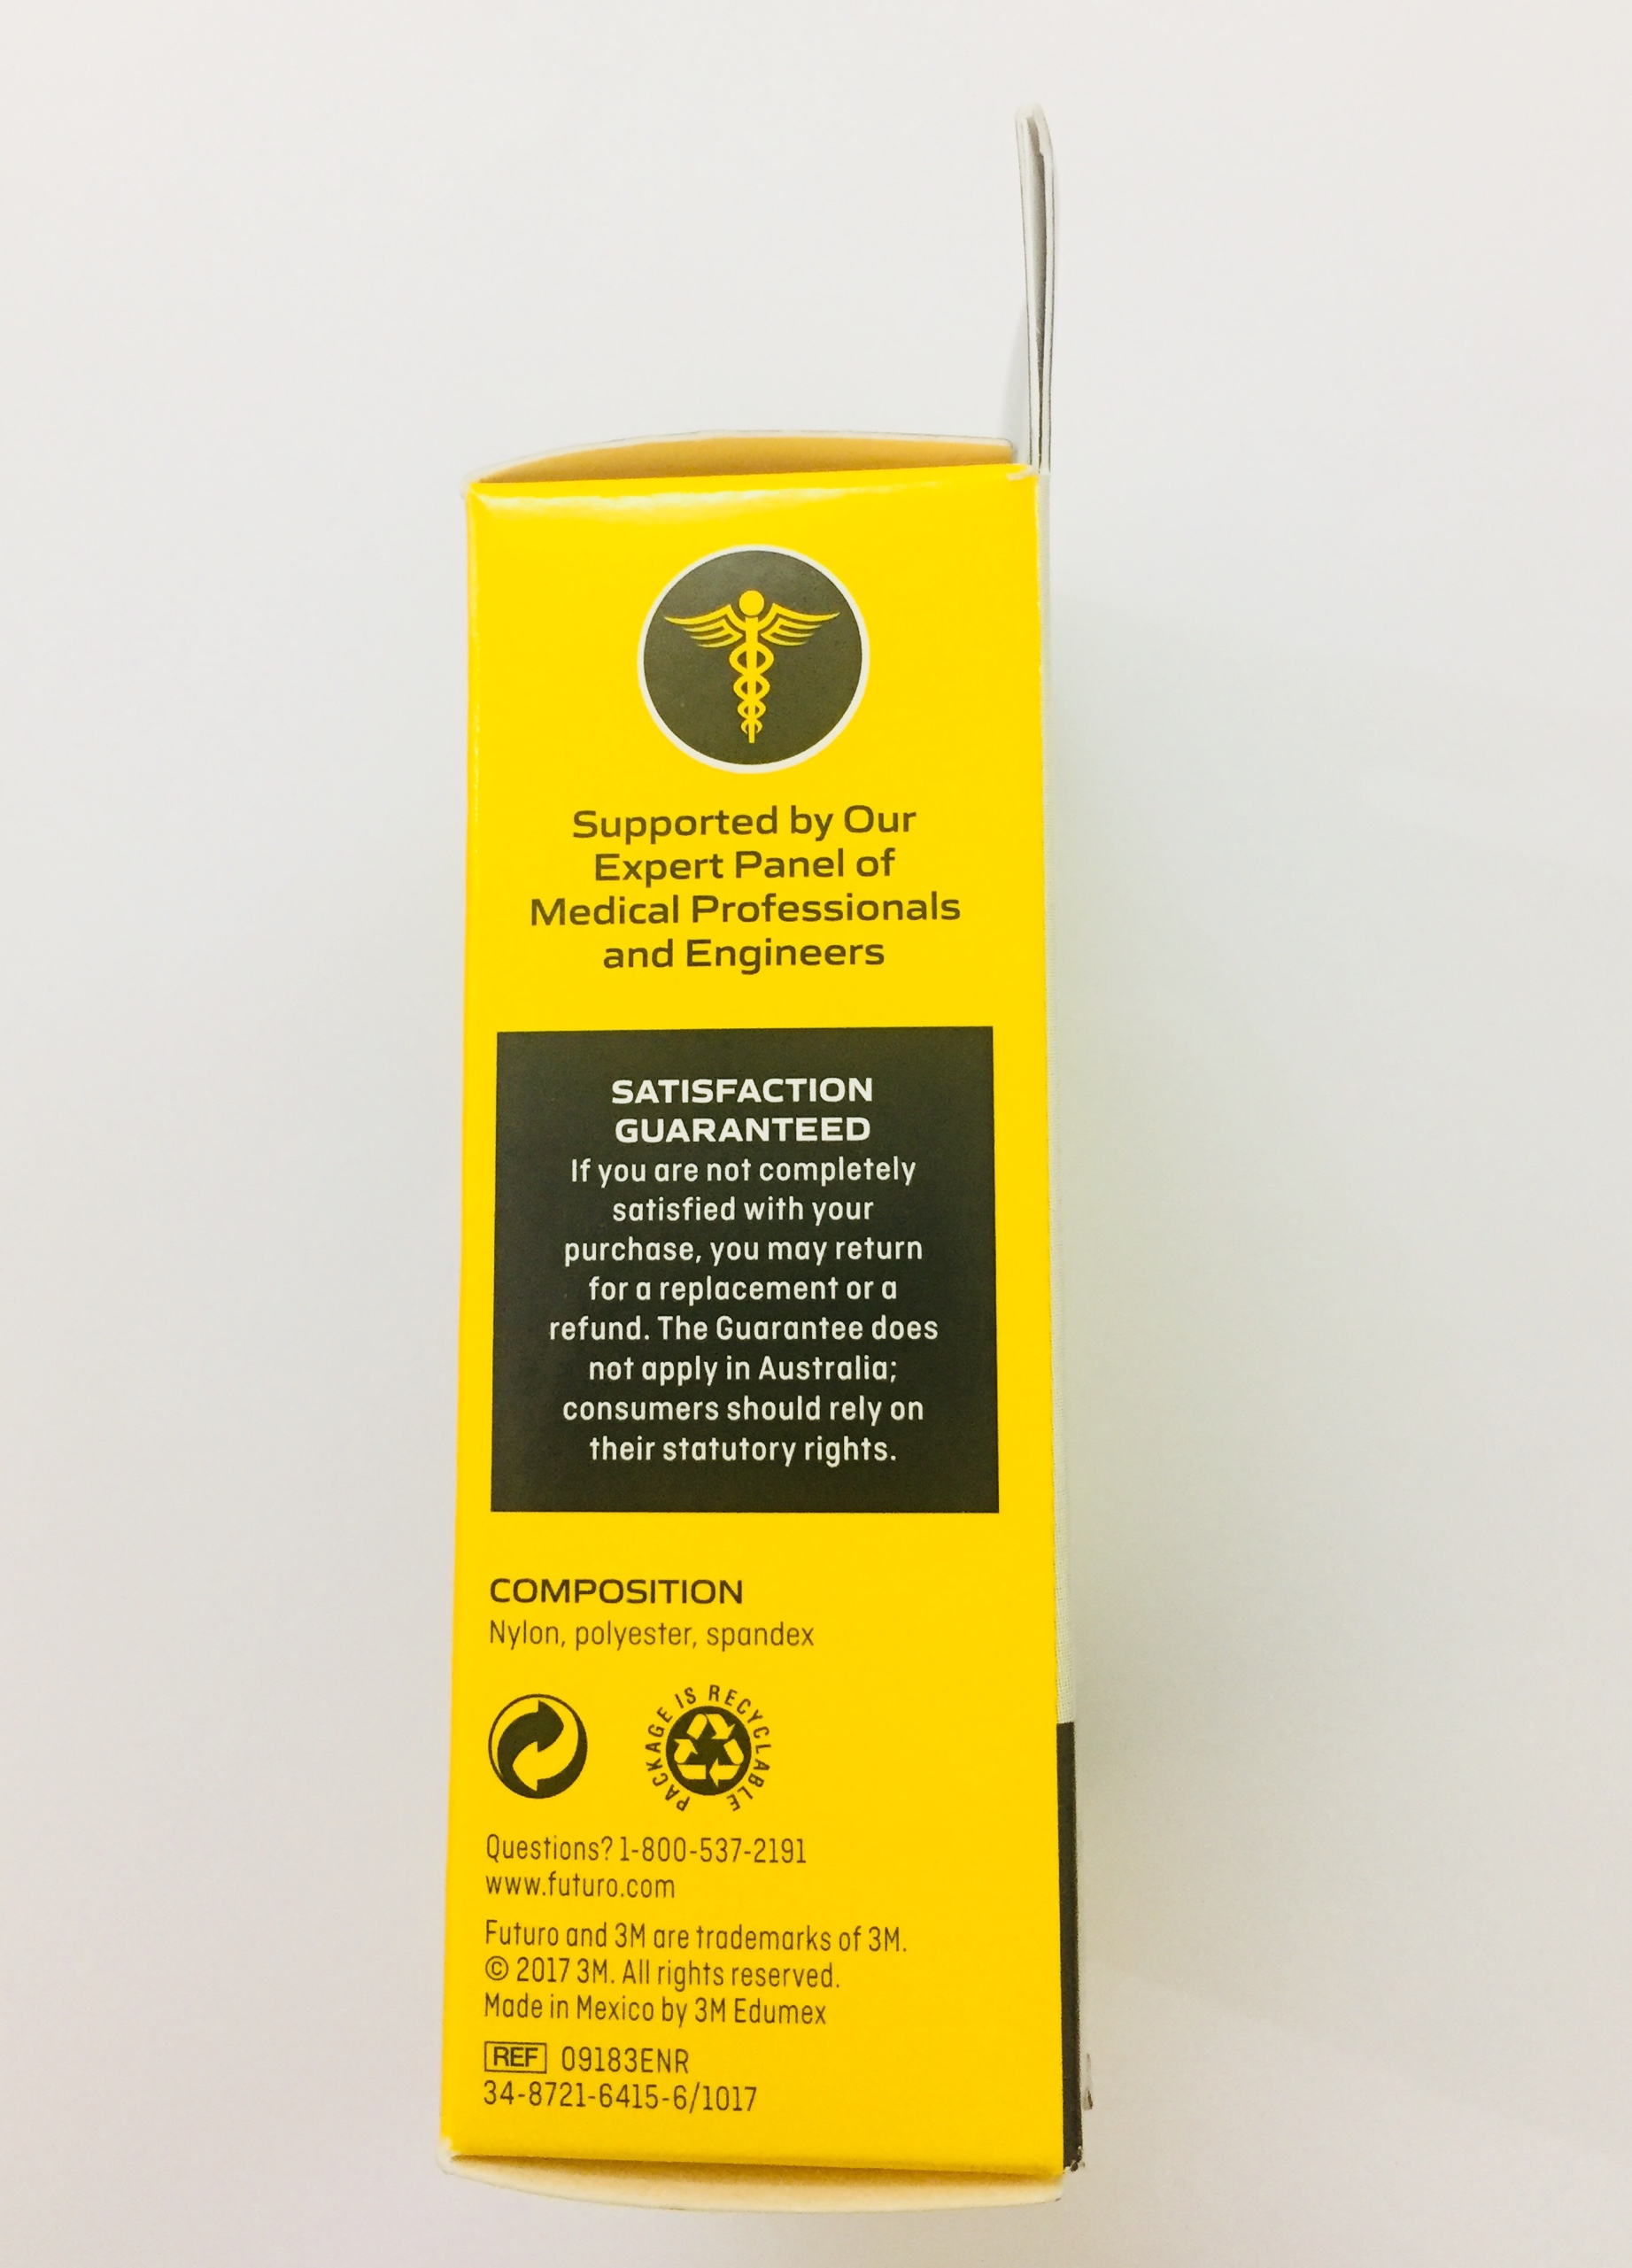 Supported by Our
Expert Panel of
Medical Professionals
and Engineers
SATISFACTION
GUARANTEED
If you are not completely
satisfied with your
purchase, you may return
for a replacement or a
refund. The Guarantee does
not apply in Australia;
consumers should rely on
their statutory rights.
COMPOSITION
Nylon, polyester, spandex
PACKAGE IS RECYCLABLE
Questions? 1-800-537-2191
www.futuro.com
Futuro and 3M are trademarks of 3M.
© 2017 3M. All rights reserved.
Made in Mexico by 3M Edumex
REF 09183ENR
34-8721-6415-6/1017